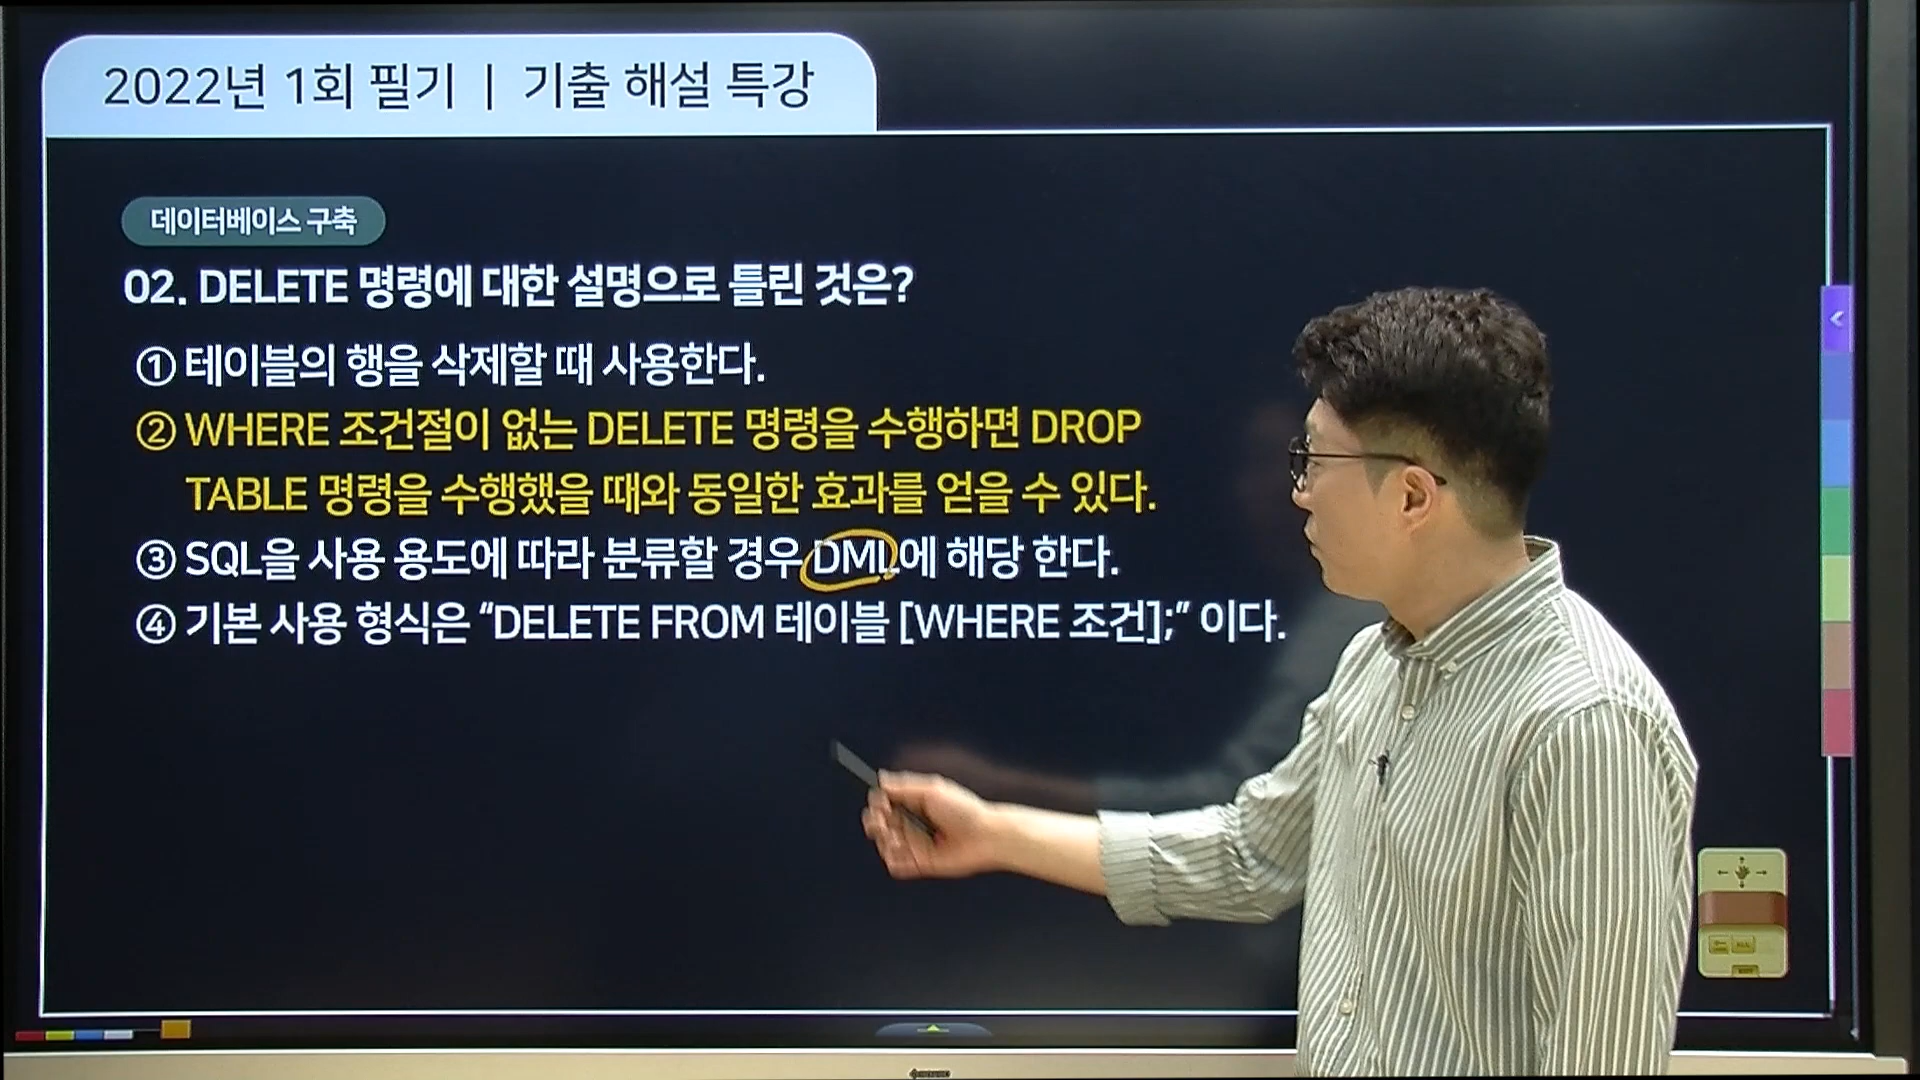 2022년 1회 필기 | 기출 해설 특강
데이터베이스 구축
02. DELETE 명령에 대한 설명으로 틀린 것은?
① 테이블의 행을 삭제할 때 사용한다.
② WHERE 조건절이 없는 DELETE 명령을 수행하면 DROP
TABLE 명령을 수행했을 때와 동일한 효과를 얻을 수 있다.
③ SQL을 사용 용도에 따라 분류할 경우 DML에 해당 한다.
④ 기본 사용 형식은 “DELETE FROM 테이블 [WHERE 조건];” 이다.